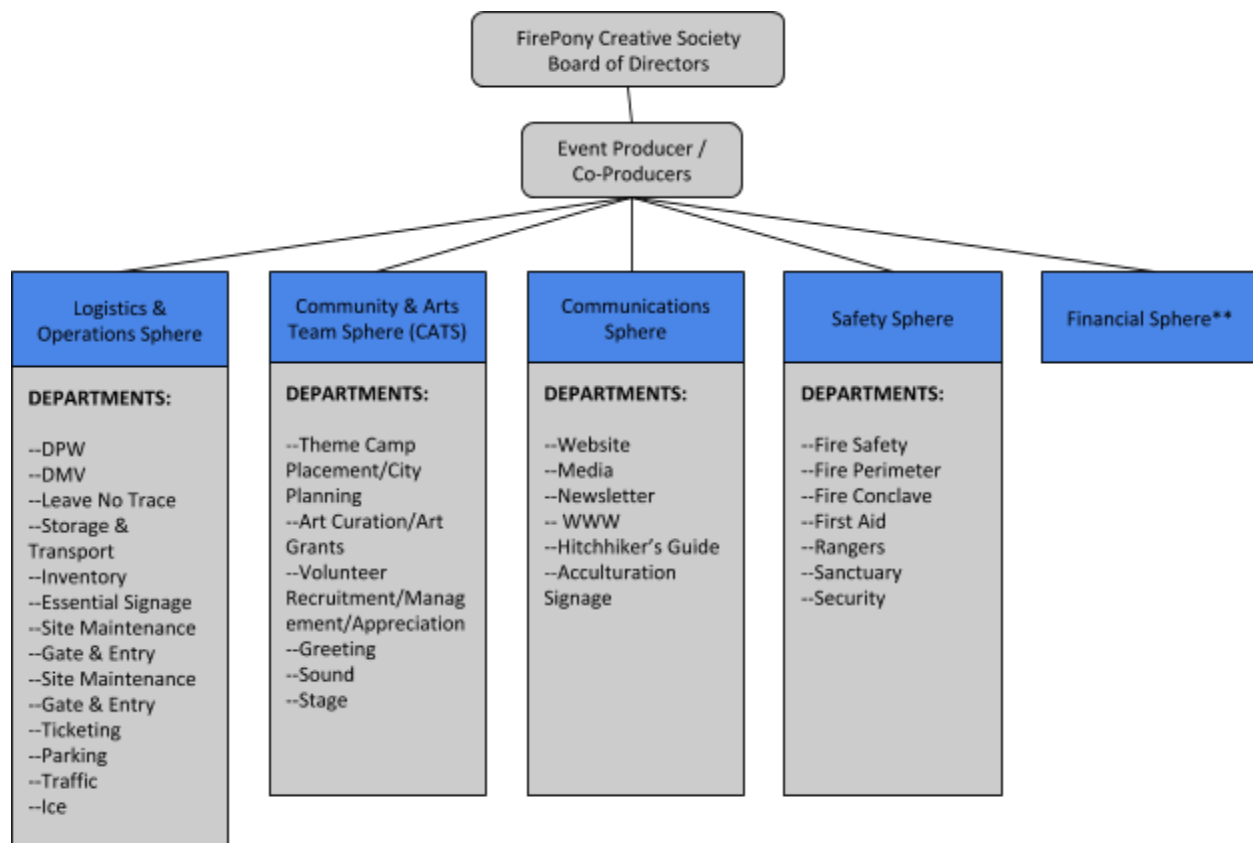 FirePony Creative Society
Board of Directors
Event Producer /
Co-Producers
Logistics &
Operations Sphere
DEPARTMENTS:
--DPW
--DMV
--Leave No Trace
--Storage &
Transport
--Inventory
--Essential Signage
--Site Maintenance
--Gate & Entry
--Site Maintenance
--Gate & Entry
--Ticketing
--Parking
--Traffic
--Ice
Community & Arts
Team Sphere (CATS)
DEPARTMENTS:
--Theme Camp
Placement/City
Planning
--Art Curation/Art
Grants
--Volunteer
Recruitment/Manag
ement/Appreciation
--Greeting
--Sound
--Stage
Communications
Sphere
DEPARTMENTS:
--Website
--Media
--Newsletter
-- WWW
--Hitchhiker's Guide
--Acculturation
Signage
Safety Sphere
DEPARTMENTS:
--Fire Safety
--Fire Perimeter
--Fire Conclave
--First Aid
--Rangers
--Sanctuary
--Security
Financial Sphere**